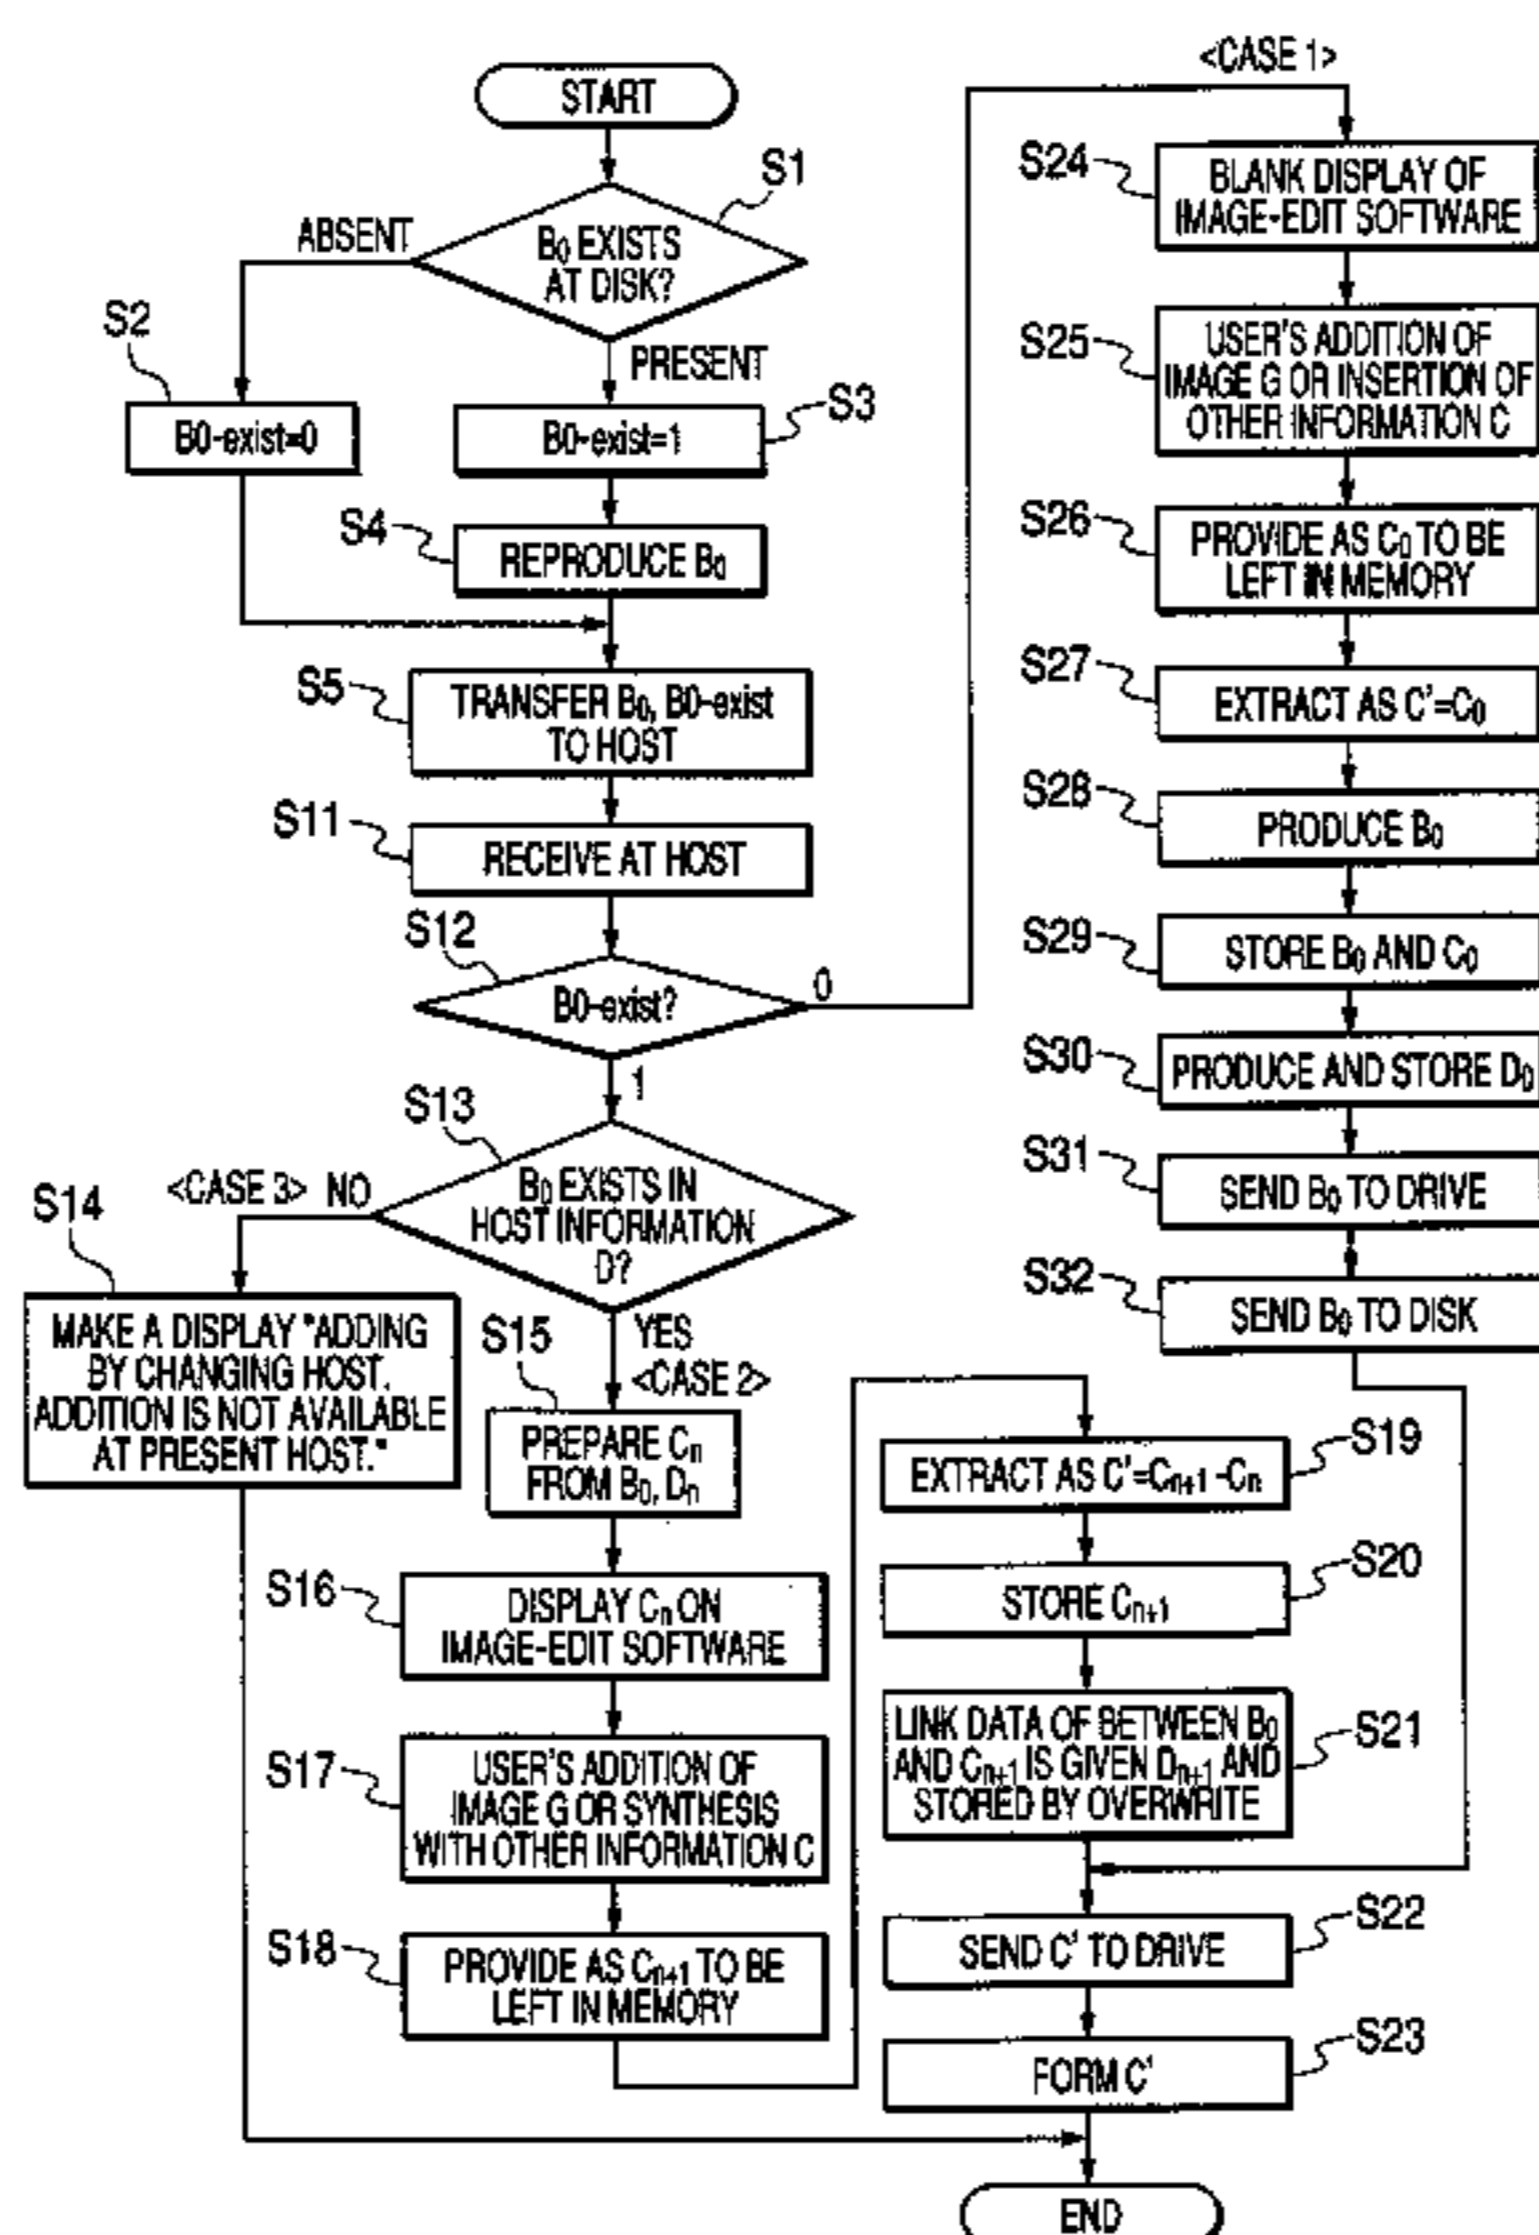 START
S1
B₀ EXISTS
AT DISK?
ABSENT
PRESENT
S2
B0-exist=0
S3
B0-exist=1
S4
REPRODUCE B₀
S5
TRANSFER B₀, B0-exist
TO HOST
S11
RECEIVE AT HOST
S12
B0-exist?
0
1
S13
B₀ EXISTS IN
HOST INFORMATION
D?
<CASE 3> NO
S14
MAKE A DISPLAY "ADDING
BY CHANGING HOST.
ADDITION IS NOT AVAILABLE
AT PRESENT HOST."
YES
<CASE 2>
S15
PREPARE Cₙ
FROM B₀, Dₙ
S16
DISPLAY Cₙ ON
IMAGE-EDIT SOFTWARE
S17
USER'S ADDITION OF
IMAGE G OR SYNTHESIS
WITH OTHER INFORMATION C
S18
PROVIDE AS Cₙ₊₁ TO BE
LEFT IN MEMORY
S19
EXTRACT AS C'=Cₙ₊₁ -Cₙ
S20
STORE Cₙ₊₁
S21
LINK DATA OF BETWEEN B₀
AND Cₙ₊₁ IS GIVEN Dₙ₊₁ AND
STORED BY OVERWRITE
S22
SEND C' TO DRIVE
S23
FORM C'
END
<CASE 1>
S24
BLANK DISPLAY OF
IMAGE-EDIT SOFTWARE
S25
USER'S ADDITION OF
IMAGE G OR INSERTION OF
OTHER INFORMATION C
S26
PROVIDE AS C₀ TO BE
LEFT IN MEMORY
S27
EXTRACT AS C'=C₀
S28
PRODUCE B₀
S29
STORE B₀ AND C₀
S30
PRODUCE AND STORE D₀
S31
SEND B₀ TO DRIVE
S32
SEND B₀ TO DISK